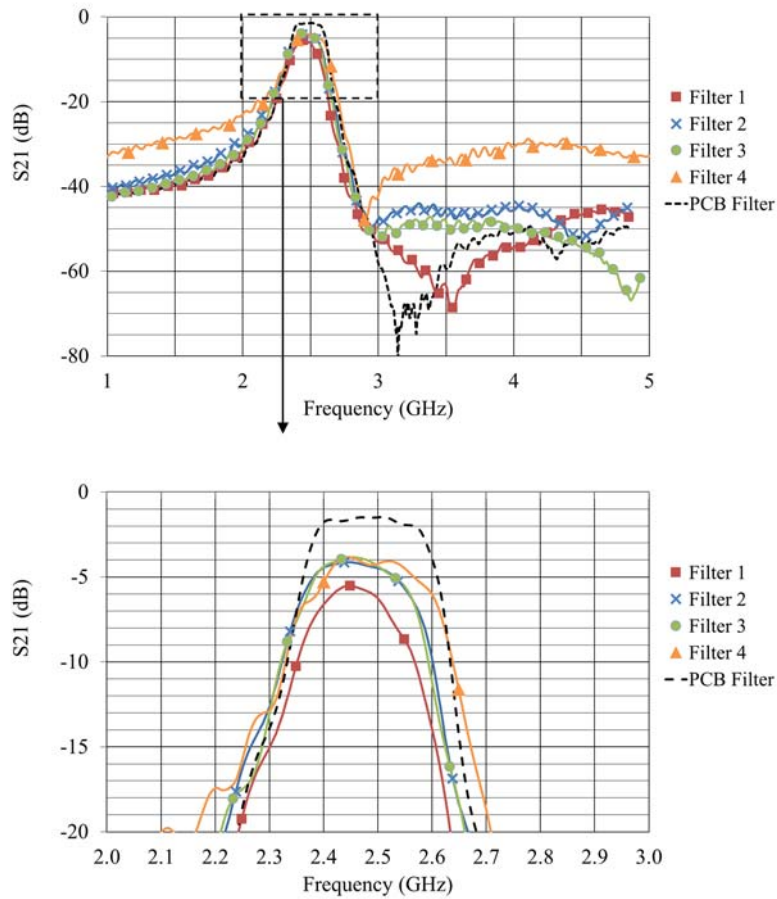 0
-20
-40
-60
-80
S21 (dB)
1
2
3
4
5
Frequency (GHz)
Filter 1
Filter 2
Filter 3
Filter 4
PCB Filter
0
-5
-10
-15
-20
S21 (dB)
2.0
2.1
2.2
2.3
2.4
2.5
2.6
2.7
2.8
2.9
3.0
Frequency (GHz)
Filter 1
Filter 2
Filter 3
Filter 4
PCB Filter